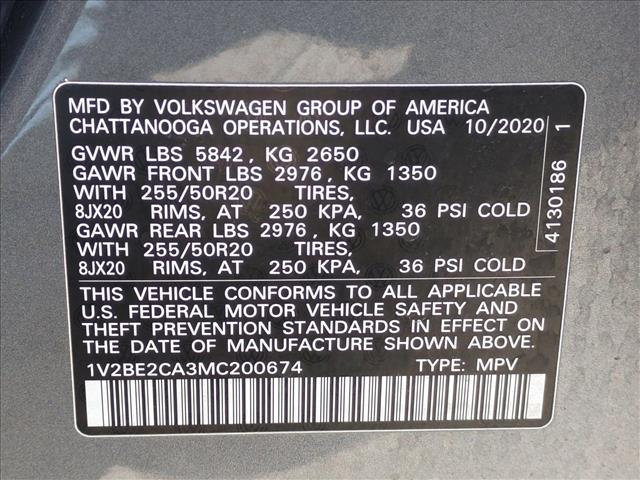 MFD BY VOLKSWAGEN GROUP OF AMERICA
CHATTANOOGA OPERATIONS, LLC. USA 10/2020
GVWR LBS 5842, KG 2650
GAWR FRONT LBS 2976, KG 1350
WITH 255/50R20 TIRES,
8JX20 RIMS, AT 250 KPA, 36 PSI COLD
GAWR REAR LBS 2976, KG 1350
WITH 255/50R20 TIRES,
8JX20 RIMS, AT 250 KPA, 36 PSI COLD
4130186 1
THIS VEHICLE CONFORMS TO ALL APPLICABLE
U.S. FEDERAL MOTOR VEHICLE SAFETY AND
THEFT PREVENTION STANDARDS IN EFFECT ON
THE DATE OF MANUFACTURE SHOWN ABOVE.
1V2BE2CA3MC200674 TYPE: MPV